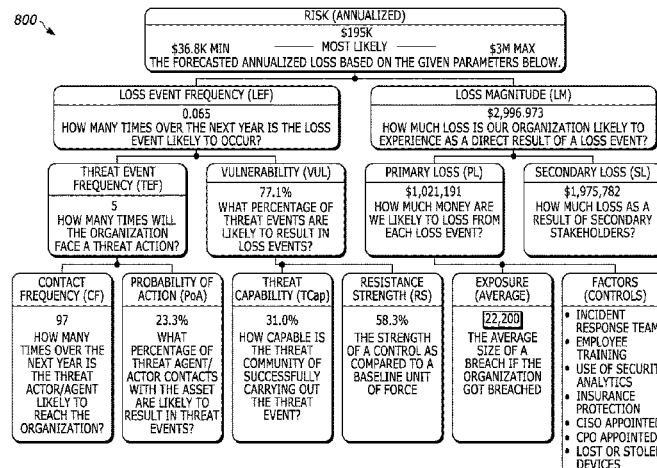 800
RISK (ANNUALIZED)
$195K
$36.8K MIN MOST LIKELY $3M MAX
THE FORECASTED ANNUALIZED LOSS BASED ON THE GIVEN PARAMETERS BELOW.
LOSS EVENT FREQUENCY (LEF)
0.065
HOW MANY TIMES OVER THE NEXT YEAR IS THE LOSS
EVENT LIKELY TO OCCUR?
LOSS MAGNITUDE (LM)
$2,996.973
HOW MUCH LOSS IS OUR ORGANIZATION LIKELY TO
EXPERIENCE AS A DIRECT RESULT OF A LOSS EVENT?
THREAT EVENT
FREQUENCY (TEF)
5
HOW MANY TIMES WILL
THE ORGANIZATION
FACE A THREAT ACTION?
VULNERABILITY (VUL)
77.1%
WHAT PERCENTAGE OF
THREAT EVENTS ARE
LIKELY TO RESULT IN
LOSS EVENTS?
PRIMARY LOSS (PL)
$1,021,191
HOW MUCH MONEY ARE
WE LIKELY TO LOSS FROM
EACH LOSS EVENT?
SECONDARY LOSS (SL)
$1,975,782
HOW MUCH LOSS AS A
RESULT OF SECONDARY
STAKEHOLDERS?
CONTACT
FREQUENCY (CF)
97
HOW MANY
TIMES OVER THE
NEXT YEAR IS
THE THREAT
ACTOR/AGENT
LIKELY TO
REACH THE
ORGANIZATION?
PROBABILITY OF
ACTION (PoA)
23.3%
WHAT
PERCENTAGE OF
THREAT AGENT/
ACTOR CONTACTS
WITH THE ASSET
ARE LIKELY TO
RESULT IN THREAT
EVENTS?
THREAT
CAPABILITY (TCap)
31.0%
HOW CAPABLE IS
THE THREAT
COMMUNITY OF
SUCCESSFULLY
CARRYING OUT
THE THREAT
EVENT?
RESISTANCE
STRENGTH (RS)
58.3%
THE STRENGTH
OF A CONTROL AS
COMPARED TO A
BASELINE UNIT
OF FORCE
EXPOSURE
(AVERAGE)
22,200
THE AVERAGE
SIZE OF A
BREACH IF THE
ORGANIZATION
GOT BREACHED
FACTORS
(CONTROLS)
• INCIDENT
RESPONSE TEAM
• EMPLOYEE
TRAINING
• USE OF SECURIT
ANALYTICS
• INSURANCE
PROTECTION
• CISO APPOINTED
• CPO APPOINTED
• LOST OR STOLEN
DEVICES